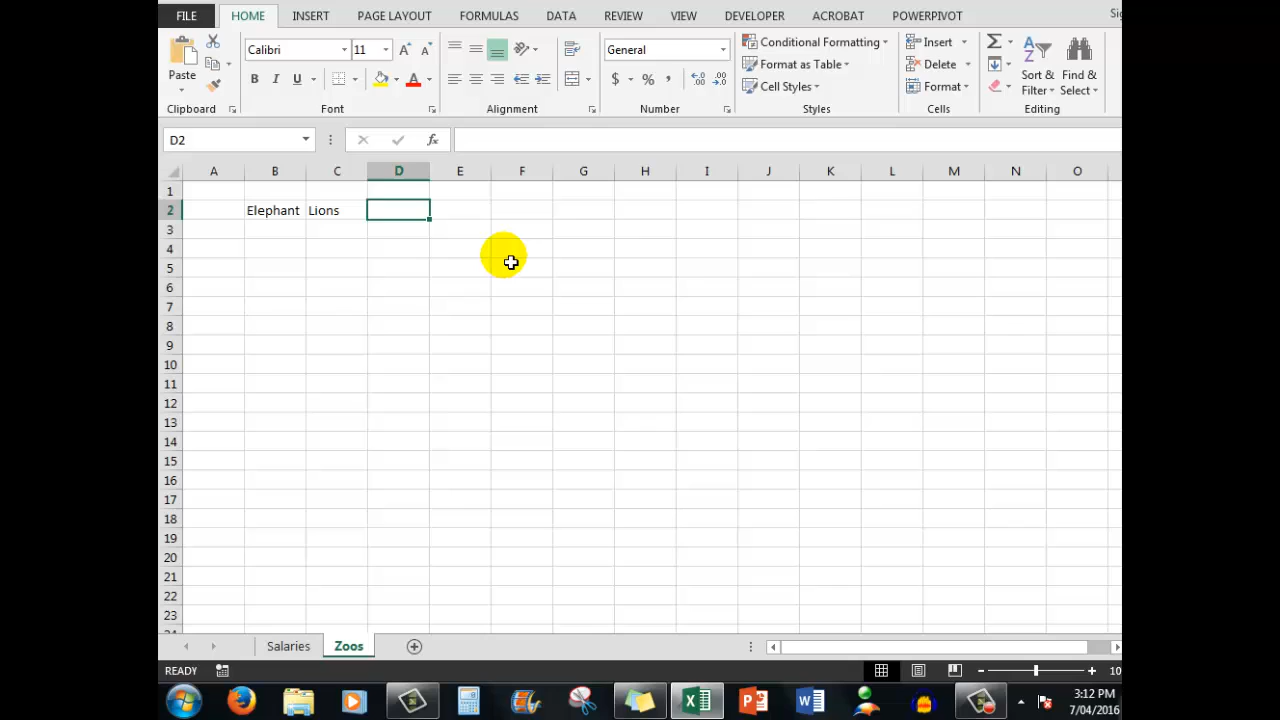 FILE HOME INSERT PAGE LAYOUT FORMULAS DATA REVIEW VIEW DEVELOPER ACROBAT POWERPIVOT Sig
Calibri 11 General Conditional Formatting Insert
Paste B I U $ % , Format as Table Delete Sort & Find &
Cell Styles Format Filter Select
Clipboard Font Alignment Number Styles Cells Editing
D2 fx
A B C D E F G H I J K L M N O
1
2 Elephant Lions
3
4
5
6
7
8
9
10
11
12
13
14
15
16
17
18
19
20
21
22
23
Salaries Zoos
READY 10
3:12 PM
7/04/2016